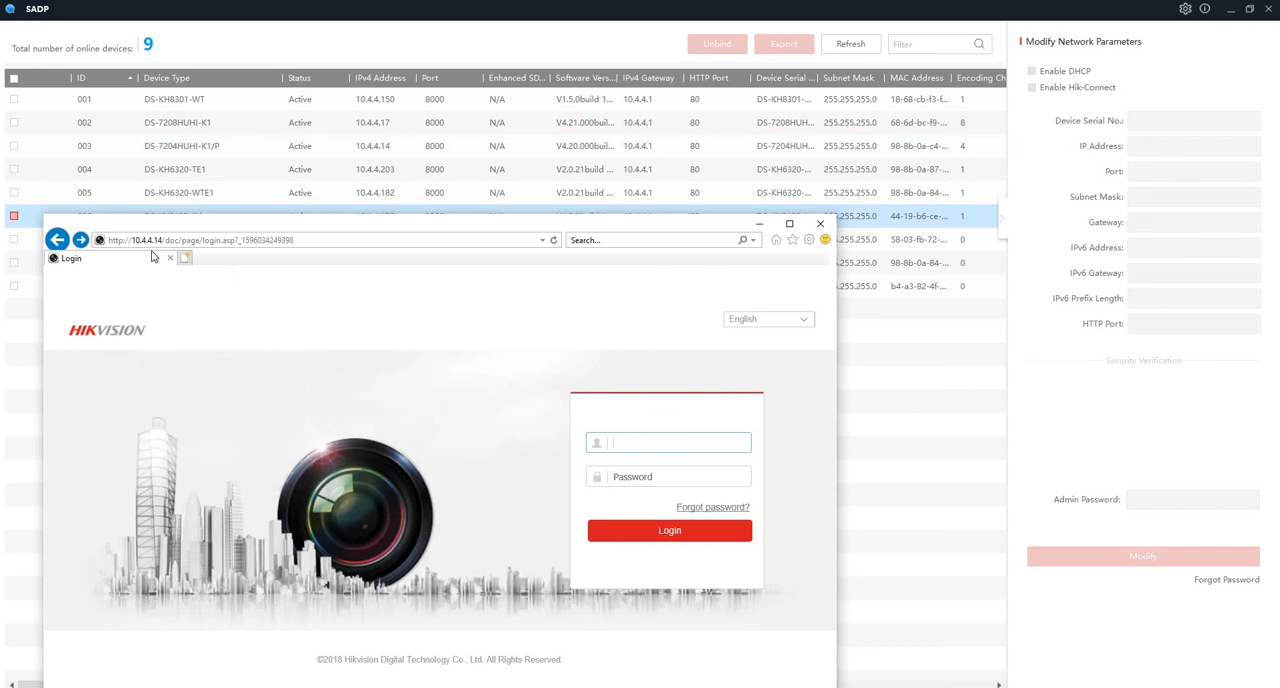 SADP
Total number of online devices: 9
Unbind Export Refresh Filter
ID Device Type Status IPv4 Address Port Enhanced SD... Software Vers... IPv4 Gateway HTTP Port Device Serial ... Subnet Mask MAC Address Encoding Ch
001 DS-KH8301-WT Active 10.4.4.150 8000 N/A V1.5.0build 1... 10.4.4.1 80 DS-KH8301-... 255.255.255.0 18-68-cb-f3-f... 1
002 DS-7208HUHI-K1 Active 10.4.4.17 8000 N/A V4.21.000buil... 10.4.4.1 80 DS-7208HUH... 255.255.255.0 68-6d-bc-f9-... 8
003 DS-7204HUHI-K1/P Active 10.4.4.14 8000 N/A V4.20.000buil... 10.4.4.1 80 DS-7204HUH... 255.255.255.0 98-8b-0a-c4-... 4
004 DS-KH6320-TE1 Active 10.4.4.203 8000 N/A V2.0.21build ... 10.4.4.1 80 DS-KH6320-... 255.255.255.0 98-8b-0a-87-... 1
005 DS-KH6320-WTE1 Active 10.4.4.182 8000 N/A V2.0.21build ... 10.4.4.1 80 DS-KH6320-... 255.255.255.0 98-8b-0a-84-... 1
44-19-b6-ce-... 1
.255.255.0 58-03-fb-72-... 0
.255.255.0 98-8b-0a-84-... 0
.255.255.0 b4-a3-82-4f-... 0
http://10.4.4.14/doc/page/login.asp?_1596034249398 Search...
Login
HIKVISION
English
Password
Forgot password?
Login
©2018 Hikvision Digital Technology Co., Ltd. All Rights Reserved.
Modify Network Parameters
Enable DHCP
Enable Hik-Connect
Device Serial No.:
IP Address:
Port:
Subnet Mask:
Gateway:
IPv6 Address:
IPv6 Gateway:
IPv6 Prefix Length:
HTTP Port:
Security Verification
Admin Password:
Modify
Forgot Password